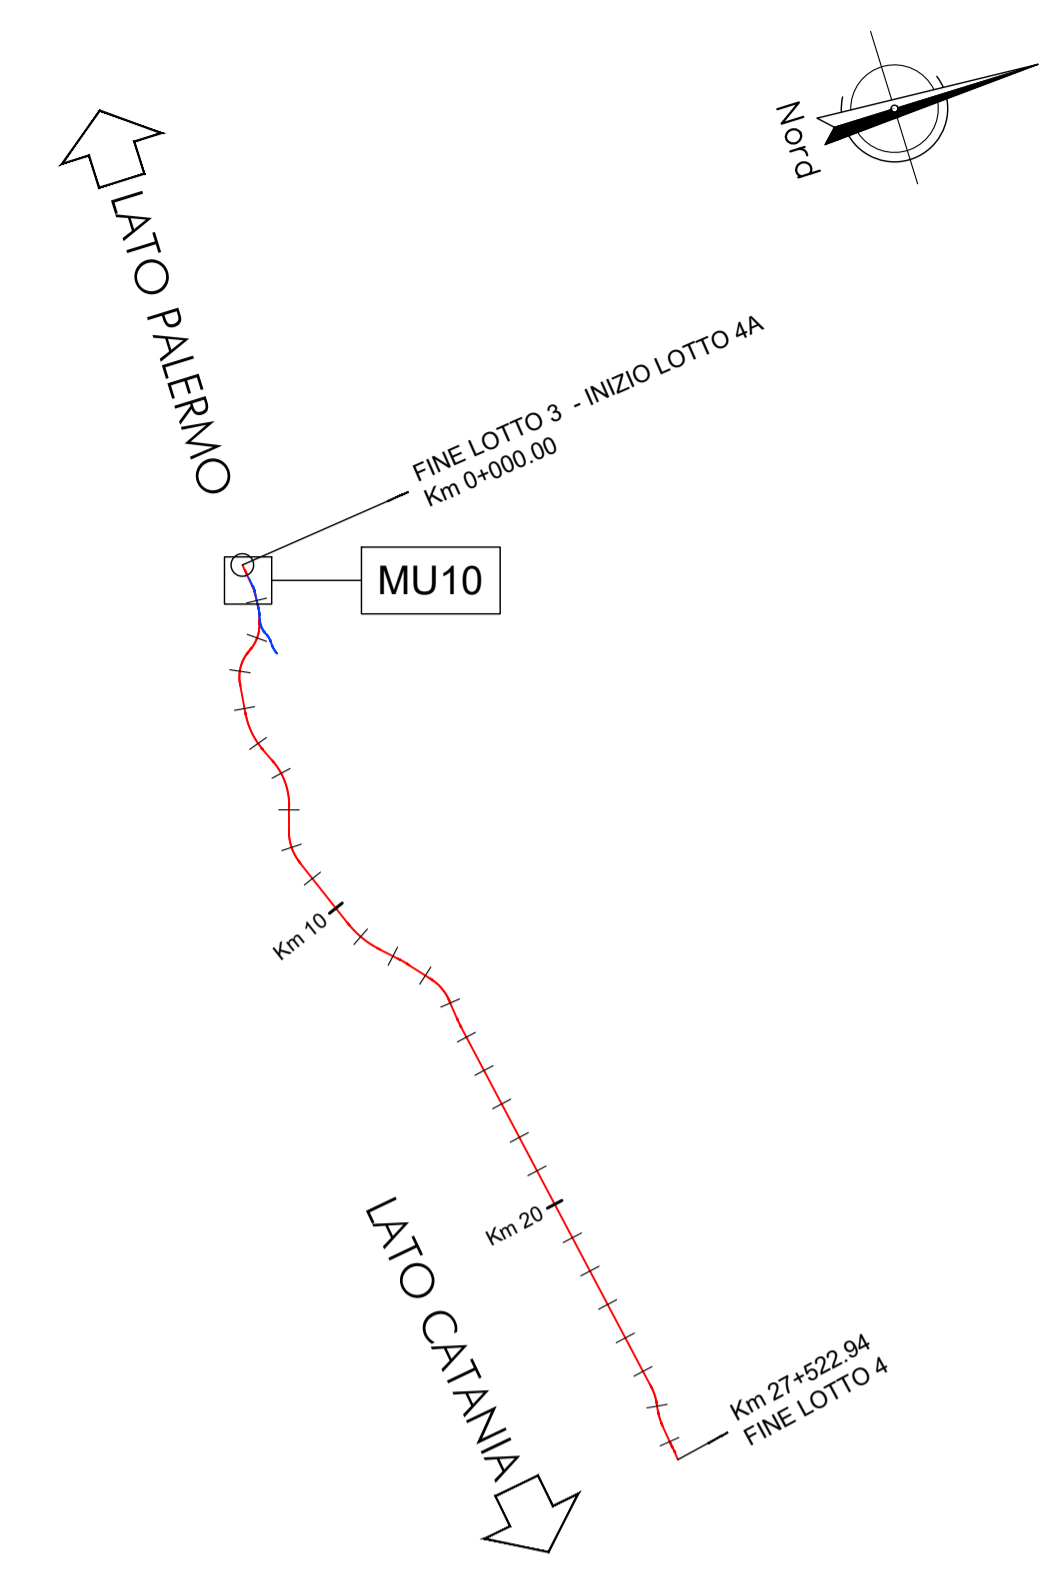 Nord
LATO PALERMO
FINE LOTTO 3 - INIZIO LOTTO 4A
Km 0+000.00
MU10
Km 10
Km 20
LATO CATANIA
Km 27+522.94
FINE LOTTO 4